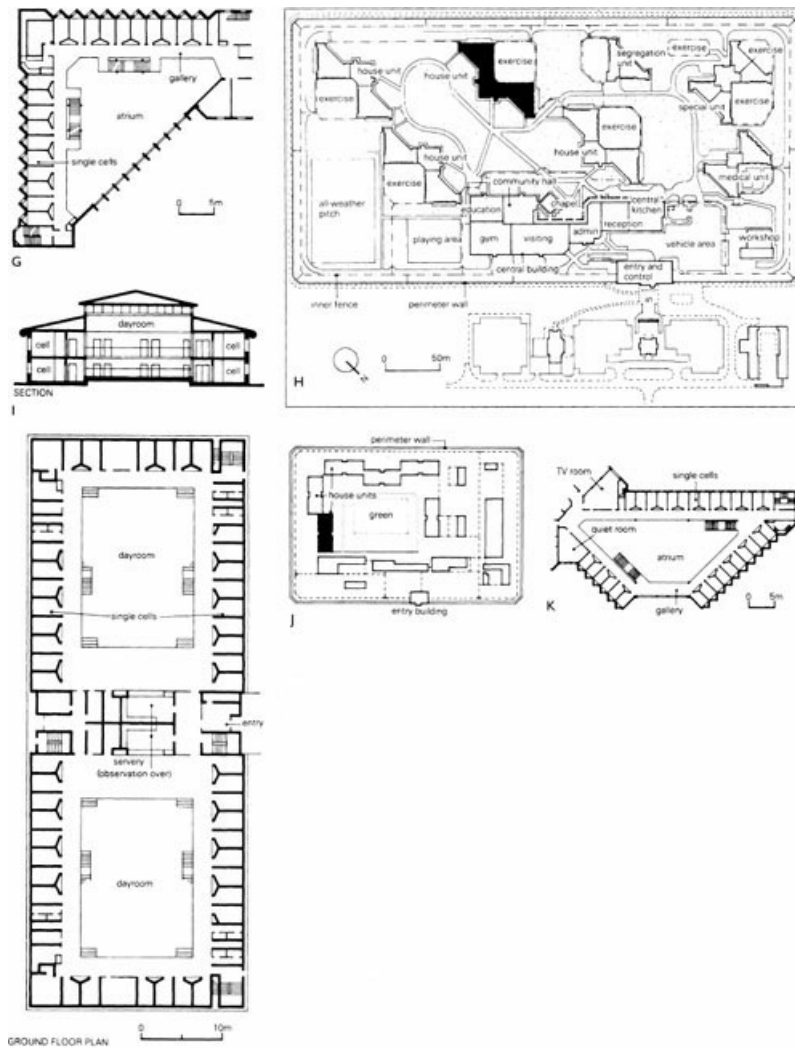 gallery
atrium
single cells
0 5m
G
dayroom
cell
cell
cell
cell
SECTION
I
house unit
house unit
exercise
exercise
segregation
unit
exercise
exercise
exercise
special unit
exercise
house unit
house unit
exercise
community hall
medical unit
all-weather
pitch
education
chapel
central
kitchen
playing area
gym
visiting
admin
reception
vehicle area
workshop
central building
entry and
control
inner fence
perimeter wall
0 50m
H
dayroom
single cells
entry
servery
(observation over)
dayroom
GROUND FLOOR PLAN
0 10m
perimeter wall
house units
green
entry building
J
TV room
single cells
quiet room
atrium
gallery
0 5m
K